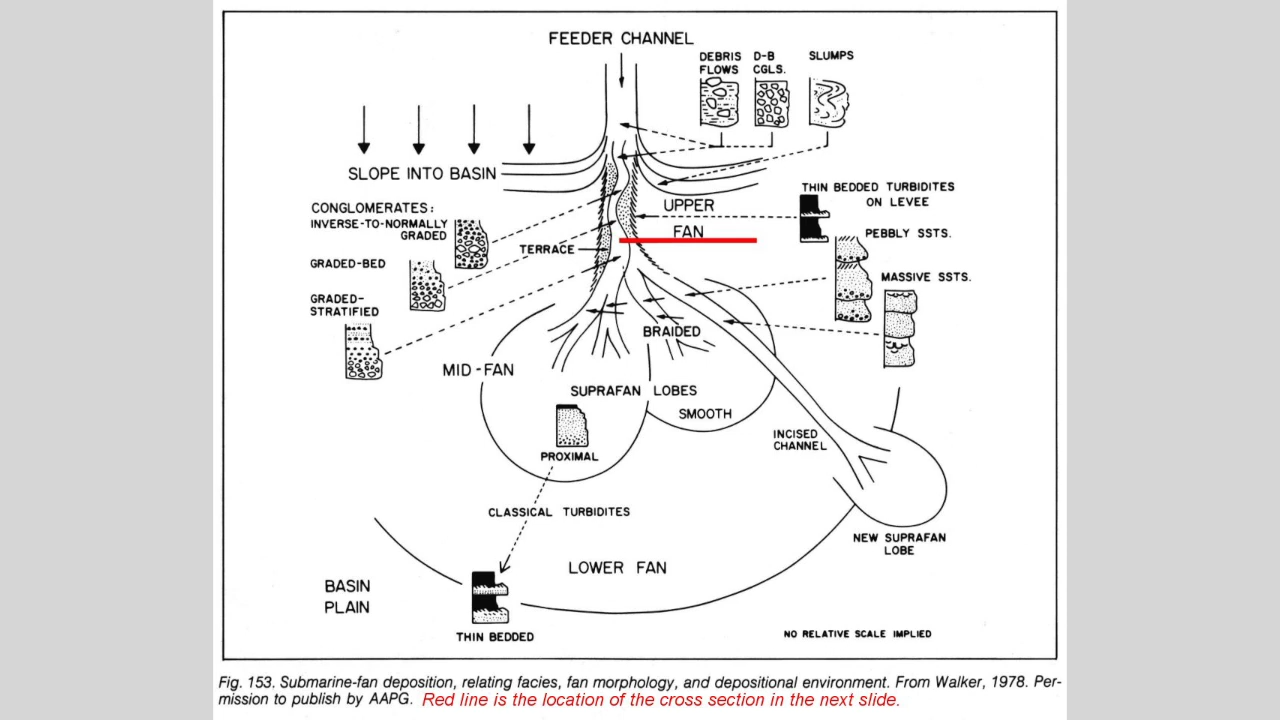 FEEDER CHANNEL
DEBRIS FLOWS
D-B CGLS.
SLUMPS
SLOPE INTO BASIN
THIN BEDDED TURBIDITES
ON LEVEE
UPPER
FAN
CONGLOMERATES:
INVERSE-TO-NORMALLY
GRADED
PEBBLY SSTS.
TERRACE
GRADED-BED
MASSIVE SSTS.
GRADED-
STRATIFIED
BRAIDED
MID-FAN
SUPRAFAN LOBES
SMOOTH
INCISED
CHANNEL
PROXIMAL
CLASSICAL TURBIDITES
NEW SUPRAFAN
LOBE
LOWER FAN
BASIN
PLAIN
THIN BEDDED
NO RELATIVE SCALE IMPLIED
Fig. 153. Submarine-fan deposition, relating facies, fan morphology, and depositional environment. From Walker, 1978. Per-
mission to publish by AAPG. Red line is the location of the cross section in the next slide.